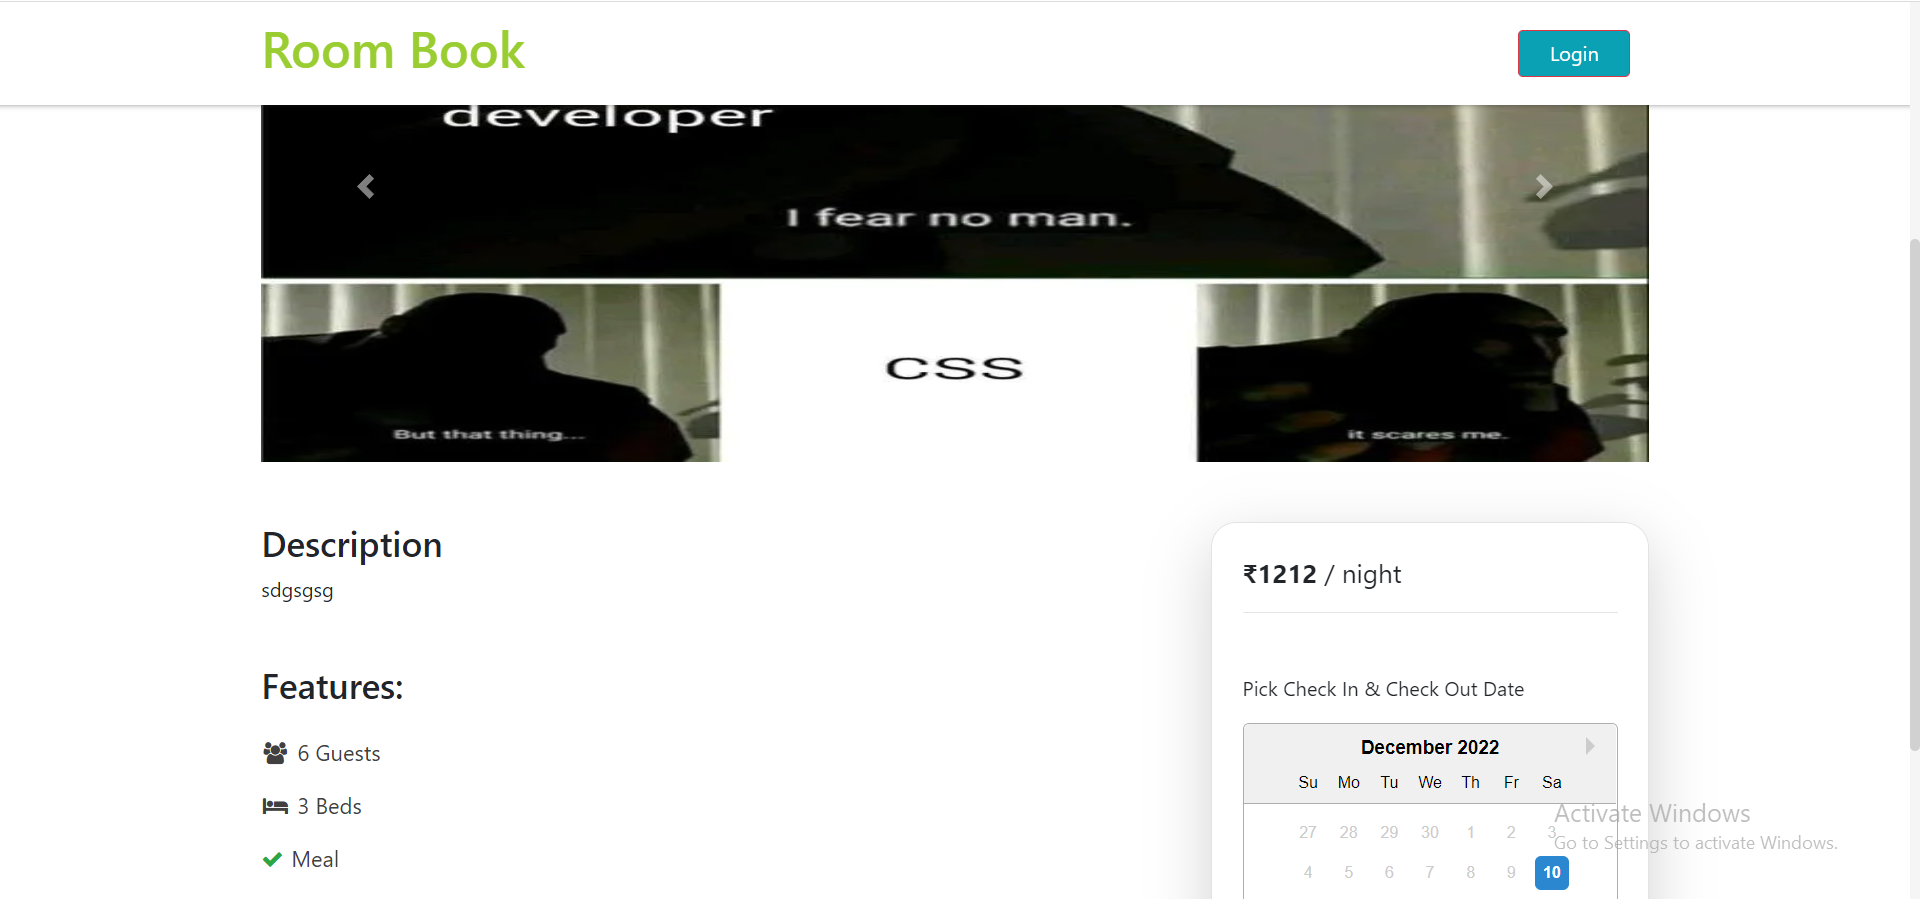 Room Book
Login
developer
I fear no man.
But that thing...
CSS
it scares me.
Description
sdgsgsg
Features:
6 Guests
3 Beds
Meal
₹1212 / night
Pick Check In & Check Out Date
December 2022
Su Mo Tu We Th Fr Sa
27 28 29 30 1 2 3
4 5 6 7 8 9 10
Activate Windows
Go to Settings to activate Windows.